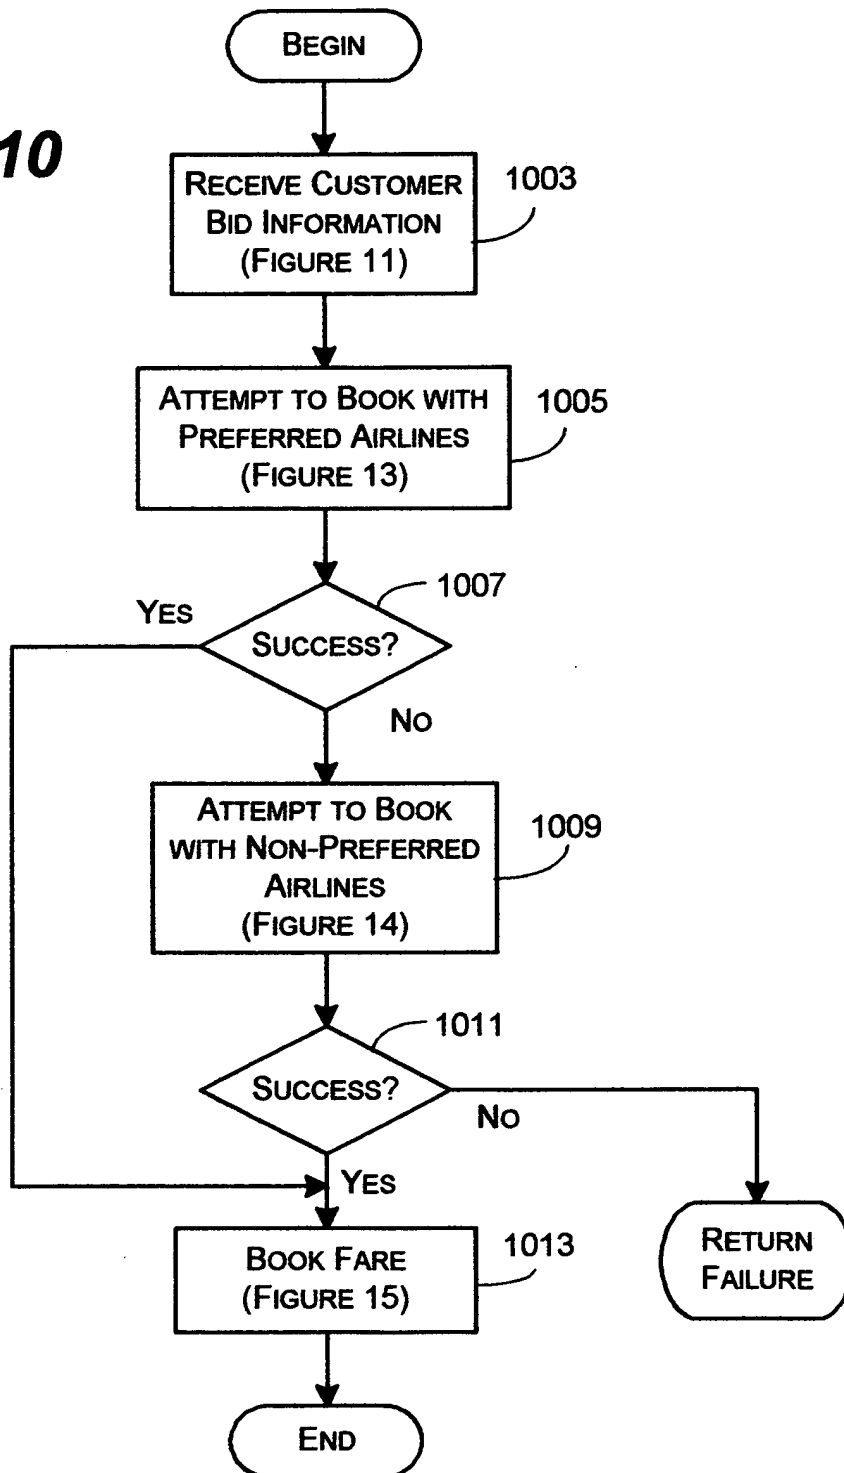 BEGIN
10
RECEIVE CUSTOMER
BID INFORMATION
(FIGURE 11)
1003
ATTEMPT TO BOOK WITH
PREFERRED AIRLINES
(FIGURE 13)
1005
1007
YES
SUCCESS?
NO
ATTEMPT TO BOOK
WITH NON-PREFERRED
AIRLINES
(FIGURE 14)
1009
1011
SUCCESS?
NO
YES
BOOK FARE
(FIGURE 15)
1013
RETURN
FAILURE
END